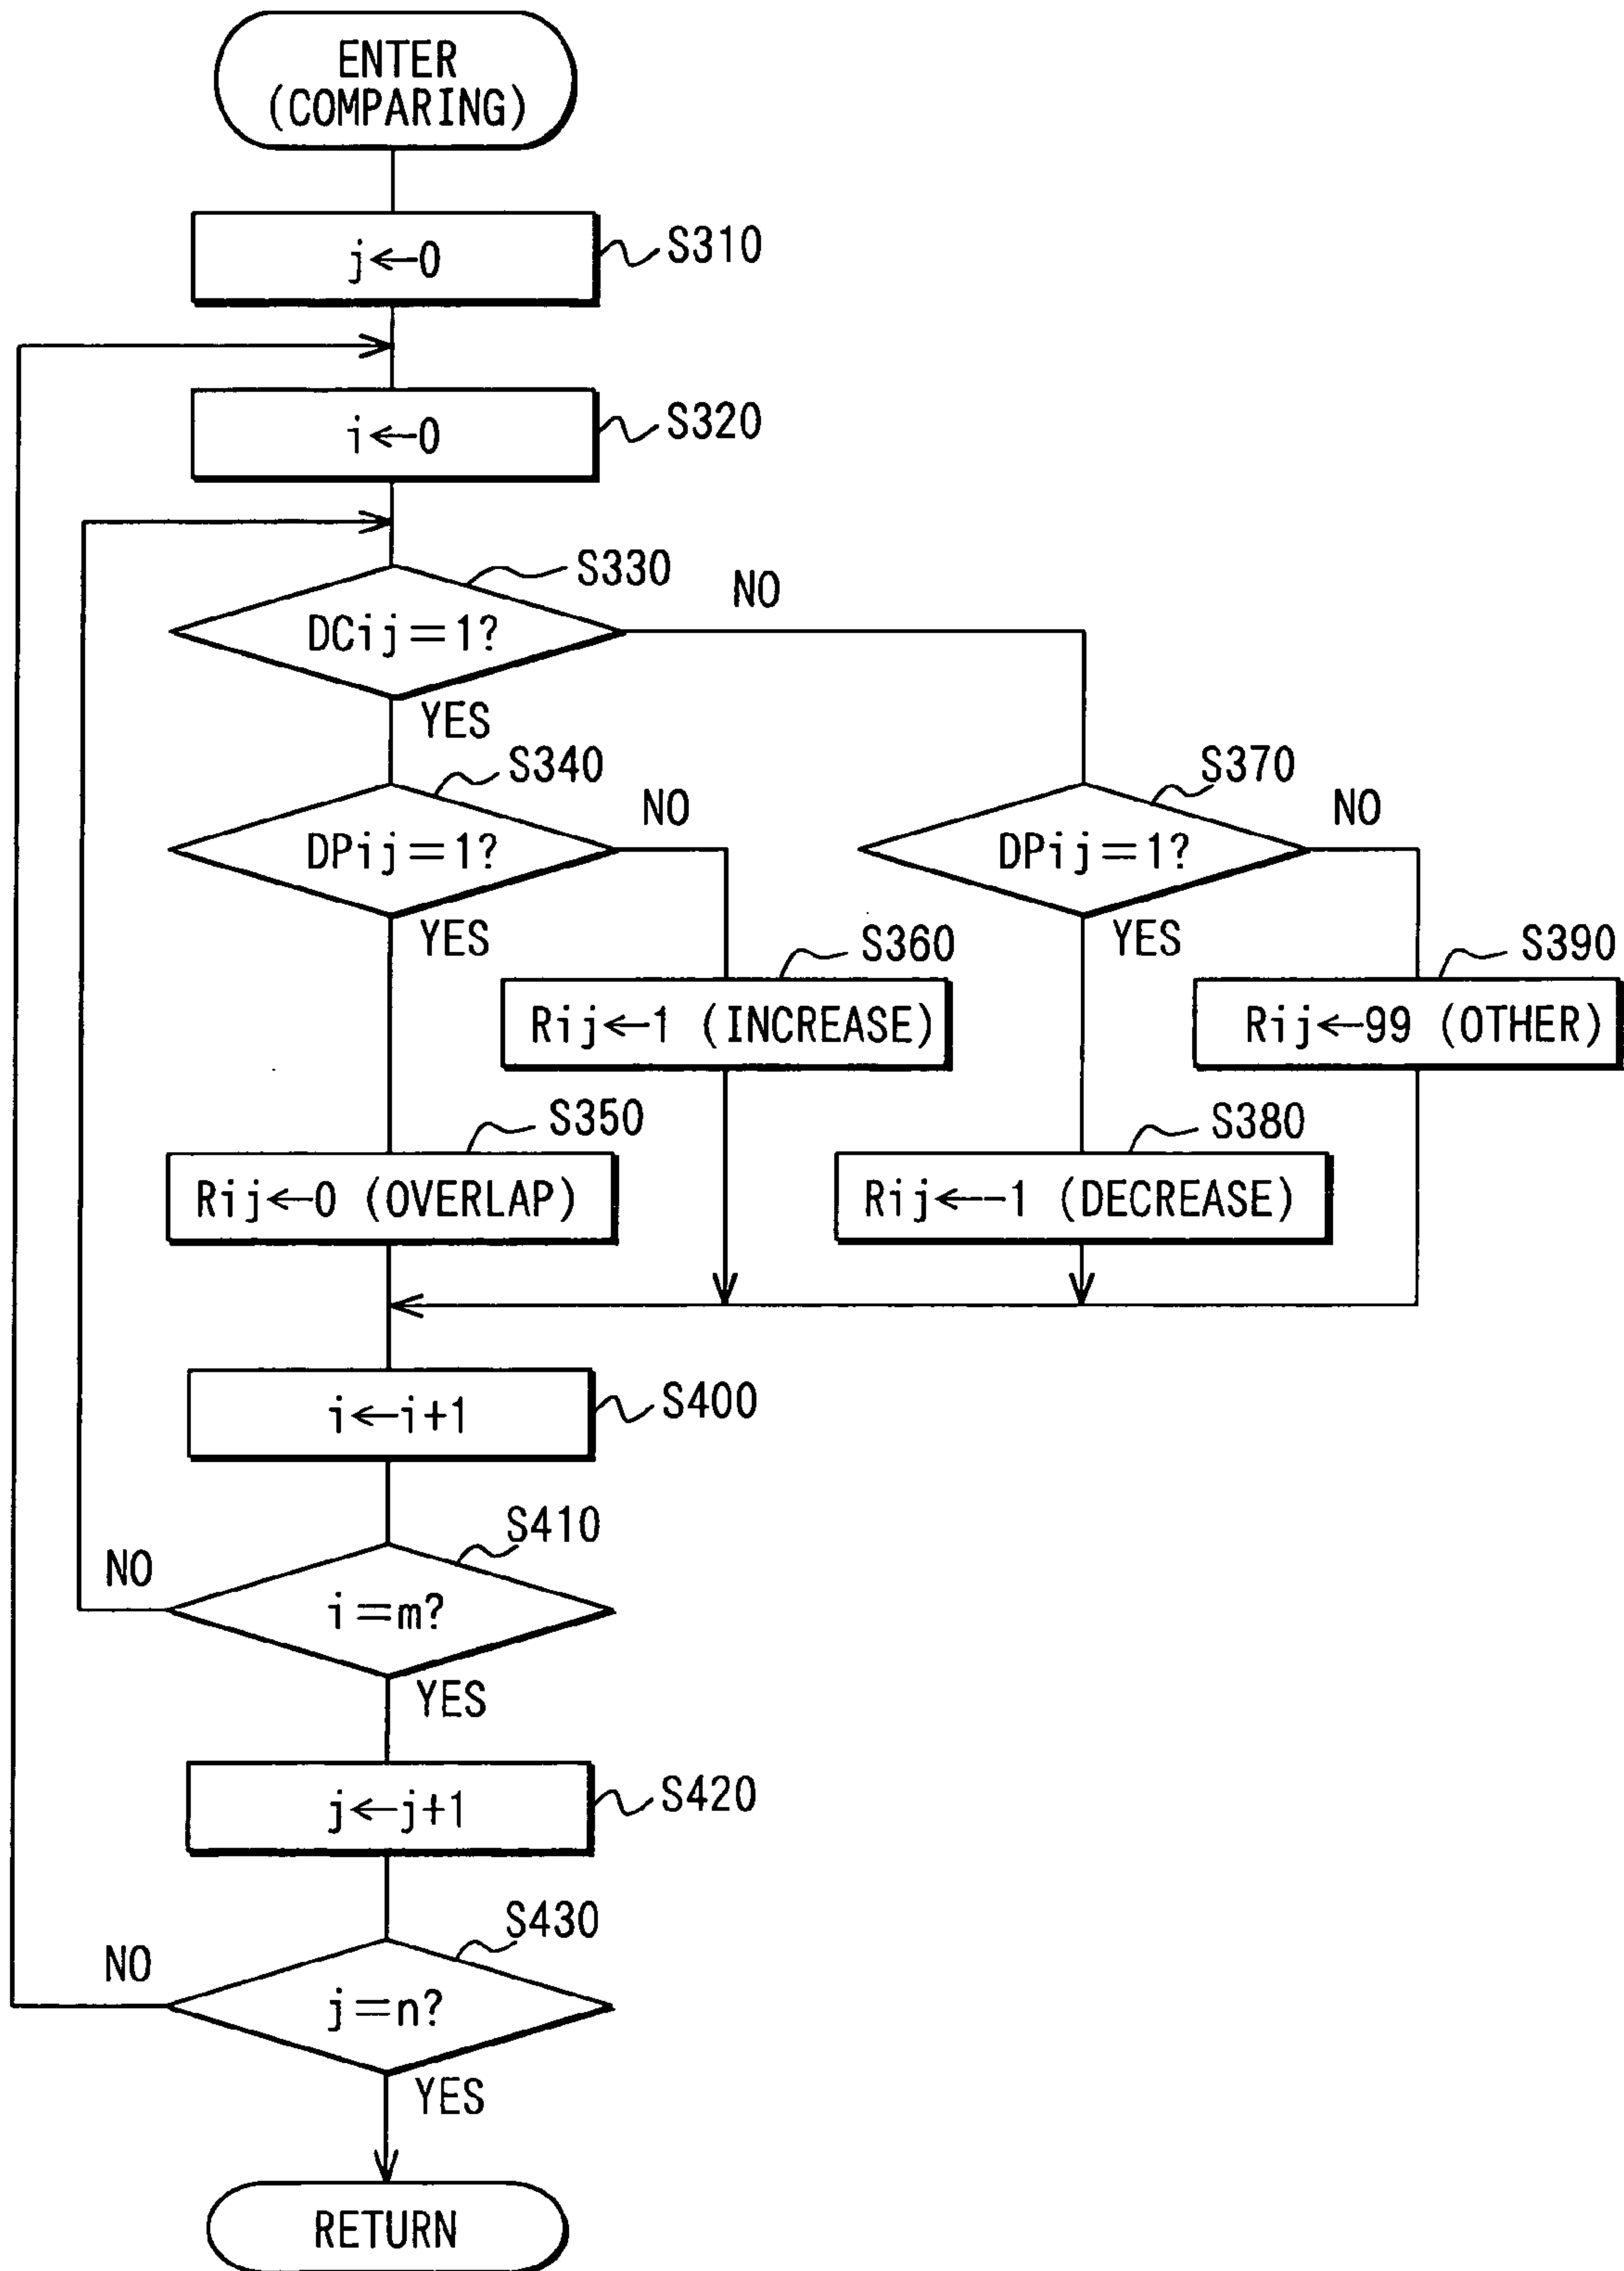 ENTER
(COMPARING)
j←0
S310
i←0
S320
S330
DCij=1?
NO
YES
S340
DPij=1?
NO
YES
S370
DPij=1?
NO
YES
S360
Rij←1 (INCREASE)
S390
Rij←99 (OTHER)
S350
Rij←0 (OVERLAP)
S380
Rij←-1 (DECREASE)
i←i+1
S400
S410
i=m?
NO
YES
j←j+1
S420
S430
j=n?
NO
YES
RETURN